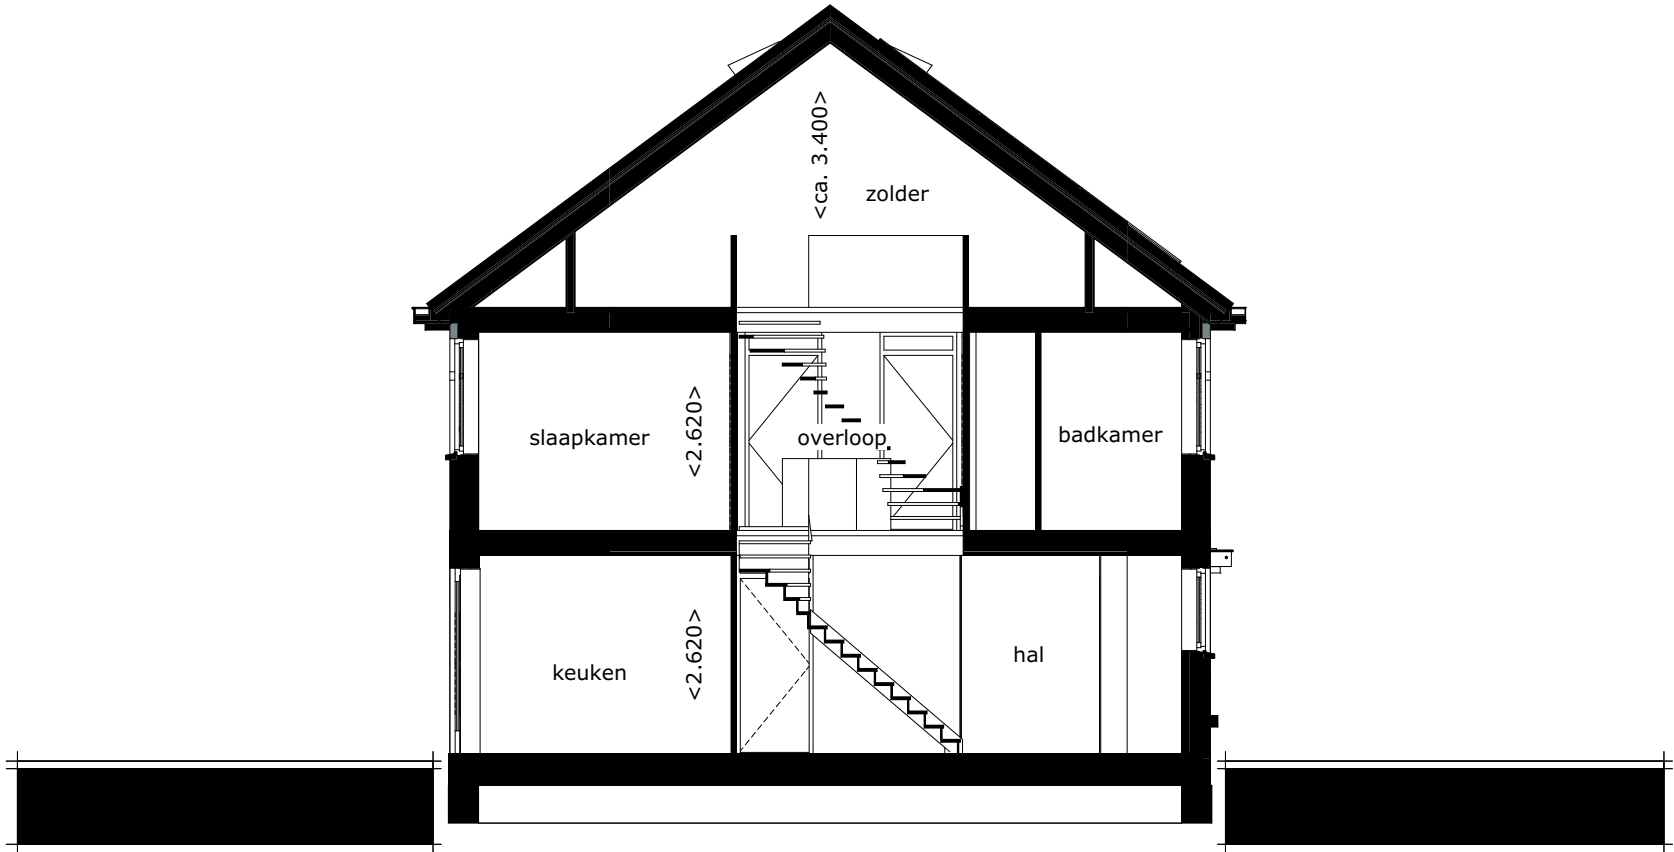 <ca. 3.400>
zolder
slaapkamer
<2.620>
overloop
badkamer
keuken
<2.620>
hal